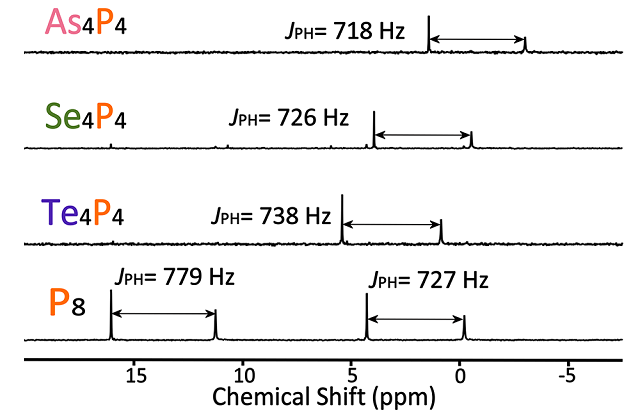 As4P4
JPH= 718 Hz
Se4P4
JPH= 726 Hz
Te4P4
JPH= 738 Hz
P8
JPH= 779 Hz
JPH= 727 Hz
15 10 5 0 -5
Chemical Shift (ppm)